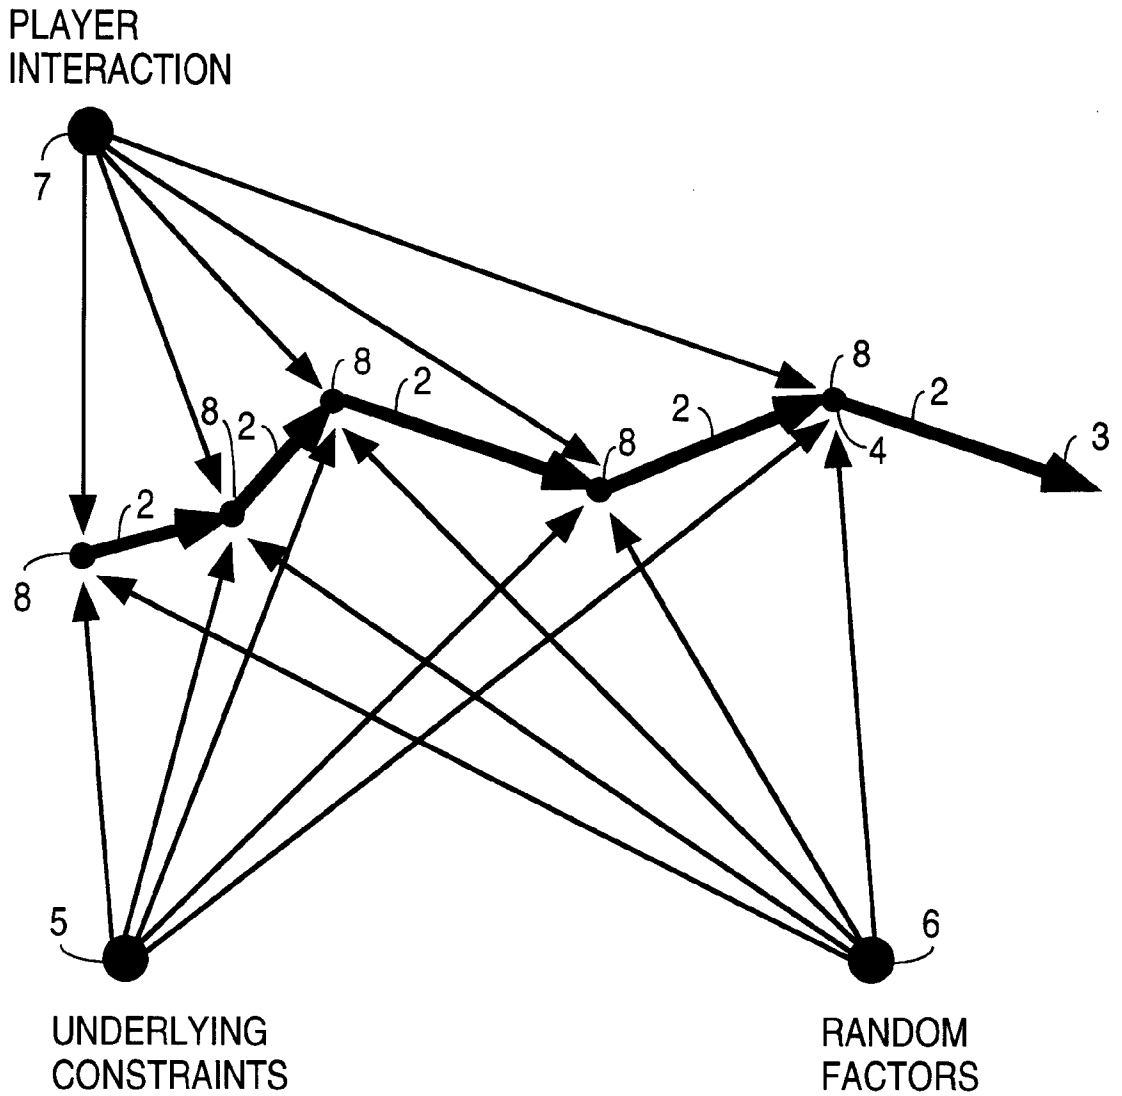 PLAYER
INTERACTION
7
8
2
8
2
8
2
8
2
8
2
4
3
8
5
6
UNDERLYING
CONSTRAINTS
RANDOM
FACTORS